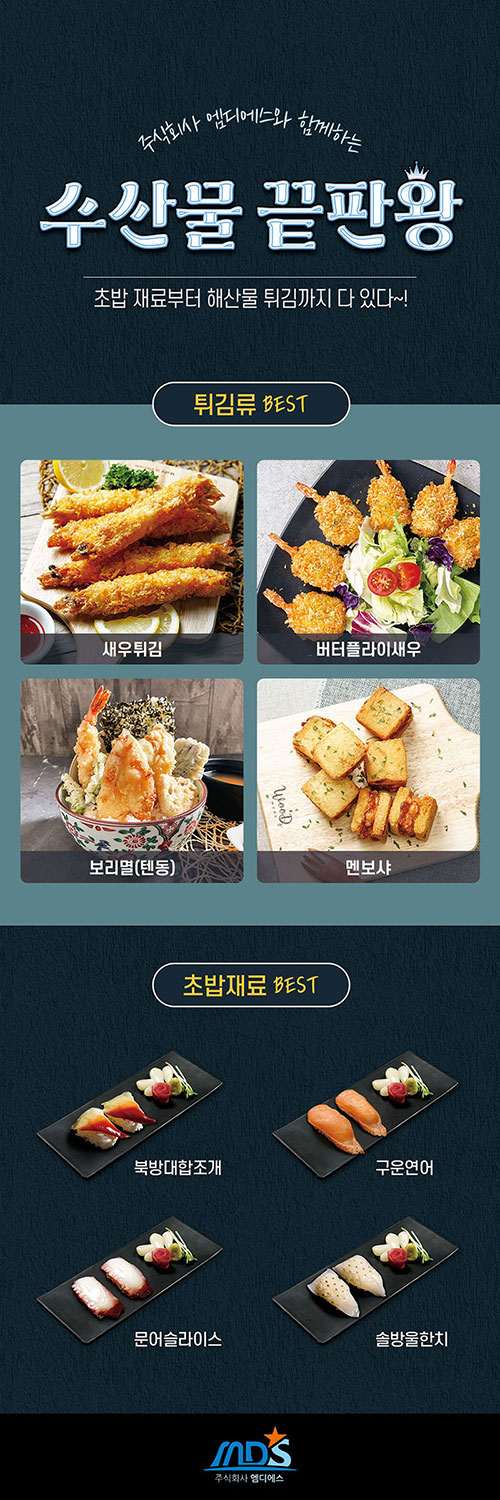 주식회사 엠디에스와 함께하는
수산물 끝판왕
초밥 재료부터 해산물 튀김까지 다 있다~!
튀김류 BEST
새우튀김
버터플라이새우
WOOD
보리멸(텐동)
멘보샤
초밥재료 BEST
북방대합조개
구운연어
문어슬라이스
솔방울한치
MDS
주식회사 엠디에스